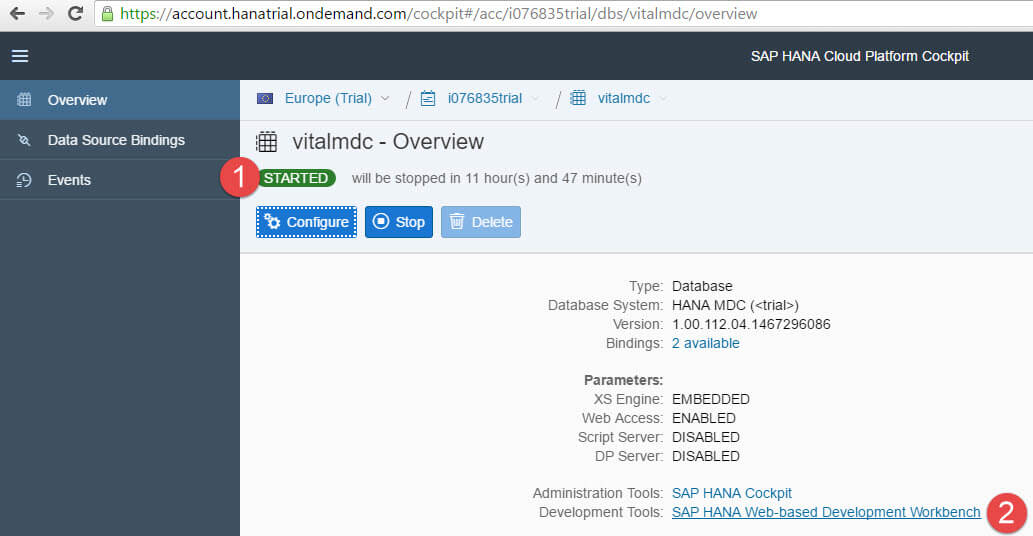 https://account.hanatrial.ondemand.com/cockpit#/acc/i076835trial/dbs/vitalmdc/overview
SAP HANA Cloud Platform Cockpit
Overview
Data Source Bindings
Events
Europe (Trial) / i076835trial / vitalmdc
vitalmdc - Overview
1 STARTED will be stopped in 11 hour(s) and 47 minute(s)
Configure Stop Delete
Type: Database
Database System: HANA MDC (<trial>)
Version: 1.00.112.04.1467296086
Bindings: 2 available
Parameters:
XS Engine: EMBEDDED
Web Access: ENABLED
Script Server: DISABLED
DP Server: DISABLED
Administration Tools: SAP HANA Cockpit
Development Tools: SAP HANA Web-based Development Workbench 2